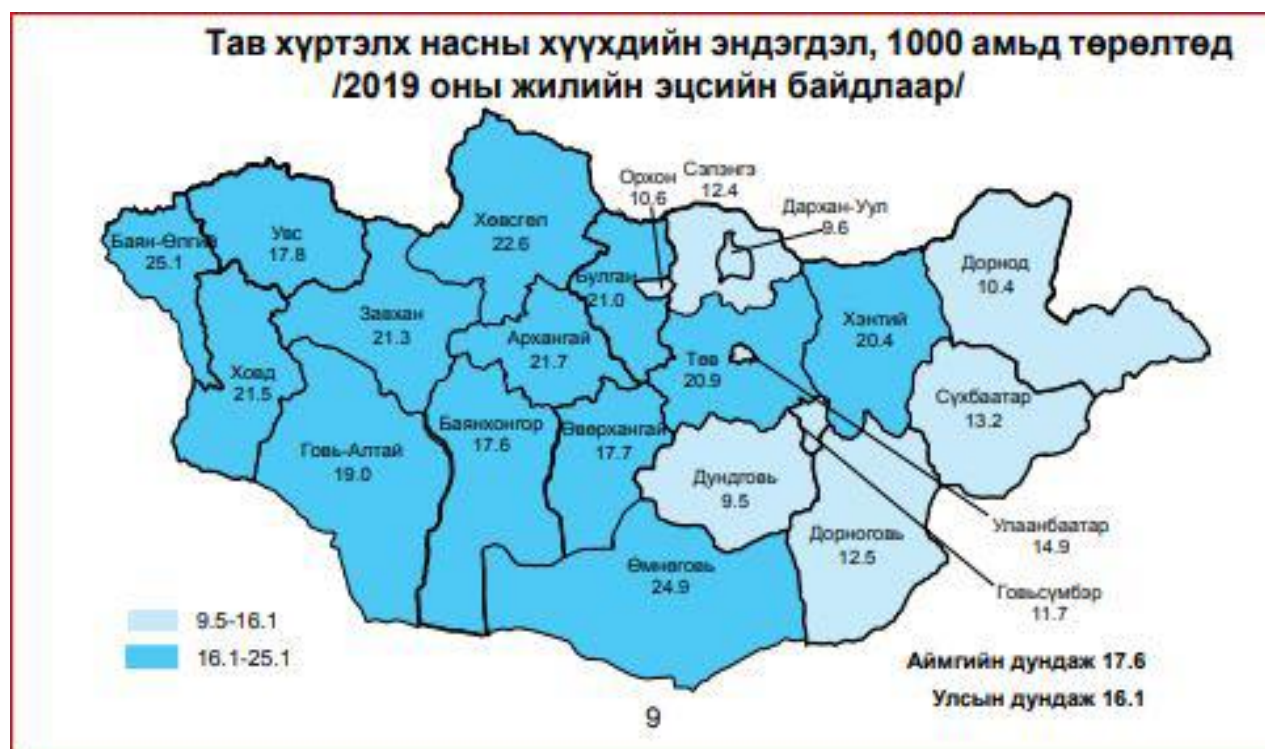 Тав хүртэлх насны хүүхдийн эндэгдэл, 1000 амьд төрөлтөд
/2019 оны жилийн эцсийн байдлаар/
Орхон
10.6
Сэлэнгэ
12.4
Дархан-Уул
9.6
Баян-Өлгий
25.1
Увс
17.8
Хөвсгөл
22.6
Булган
21.0
Дорнод
10.4
Завхан
21.3
Архангай
21.7
Төв
20.9
Хэнтий
20.4
Ховд
21.5
Сүхбаатар
13.2
Говь-Алтай
19.0
Баянхонгор
17.6
Өвөрхангай
17.7
Дундговь
9.5
Дорноговь
12.5
Улаанбаатар
14.9
Өмнөговь
24.9
Говьсүмбэр
11.7
9.5-16.1
16.1-25.1
Аймгийн дундаж 17.6
Улсын дундаж 16.1
9